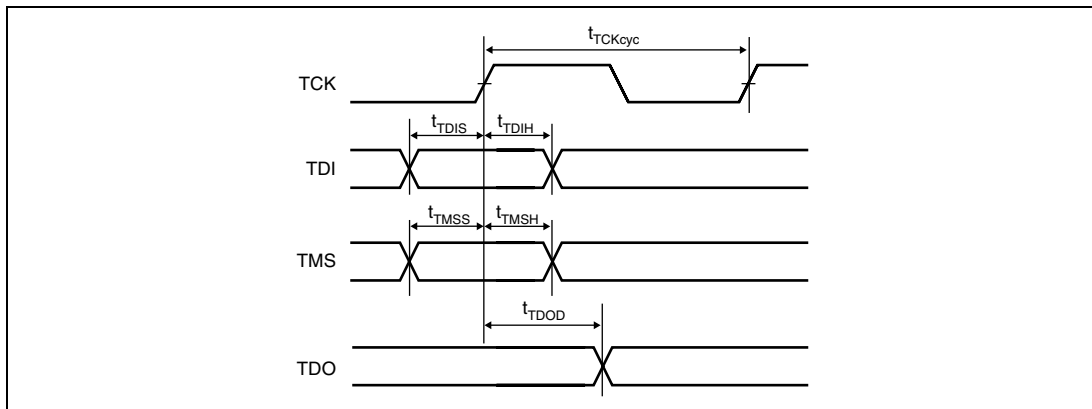 tTCKcyc
TCK
tTDIS tTDIH
TDI
tTMSS tTMSH
TMS
tTDOD
TDO